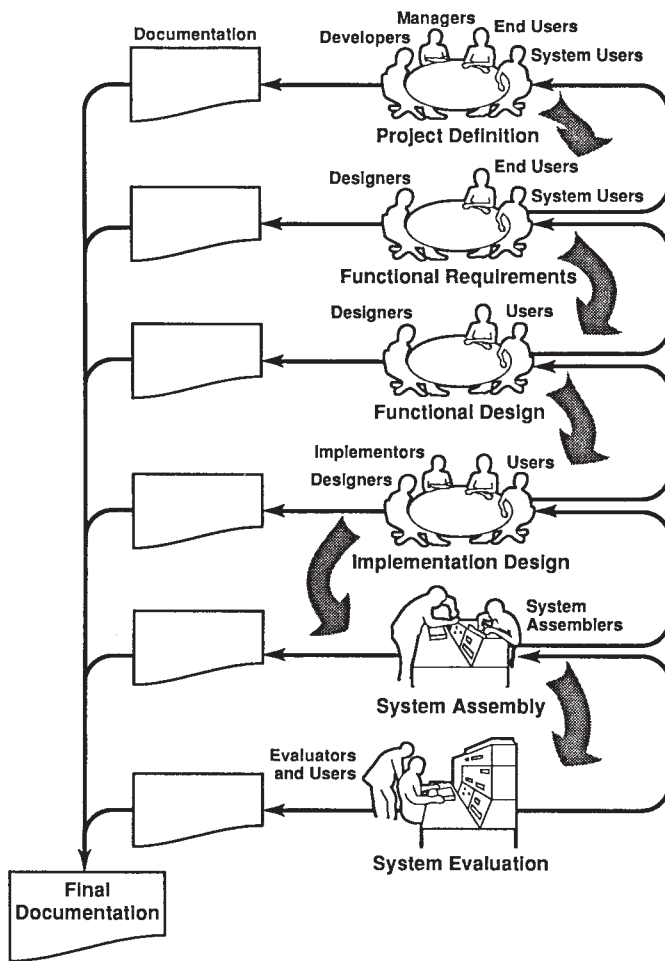 Documentation
Managers
Developers
End Users
System Users
Project Definition
Designers
End Users
System Users
Functional Requirements
Designers
Users
Functional Design
Implementors
Designers
Users
Implementation Design
System
Assemblers
System Assembly
Evaluators
and Users
System Evaluation
Final
Documentation